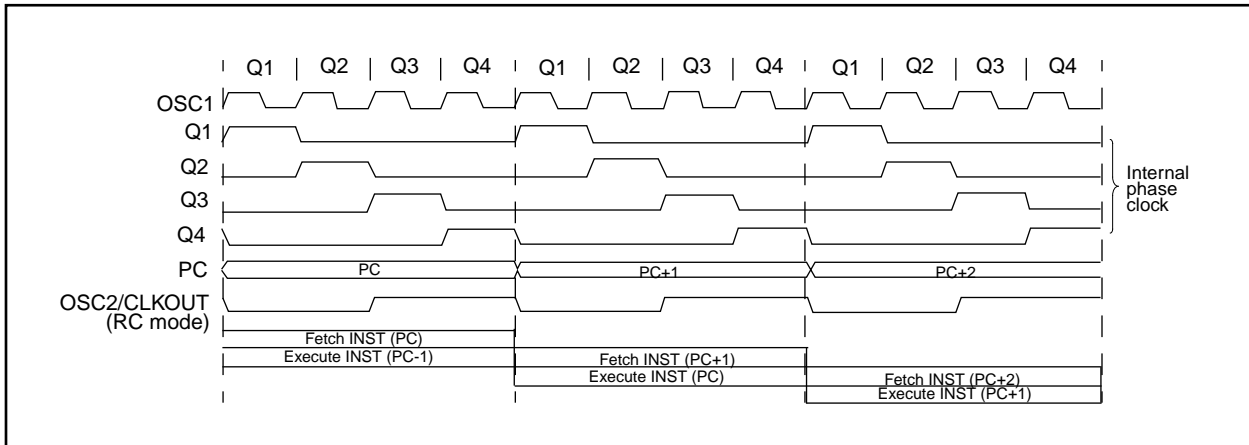 Q1 Q2 Q3 Q4 Q1 Q2 Q3 Q4 Q1 Q2 Q3 Q4
OSC1
Q1
Q2
Q3
Q4
Internal
phase
clock
PC
PC PC+1 PC+2
OSC2/CLKOUT
(RC mode)
Fetch INST (PC)
Execute INST (PC-1) Fetch INST (PC+1)
Execute INST (PC) Fetch INST (PC+2)
Execute INST (PC+1)